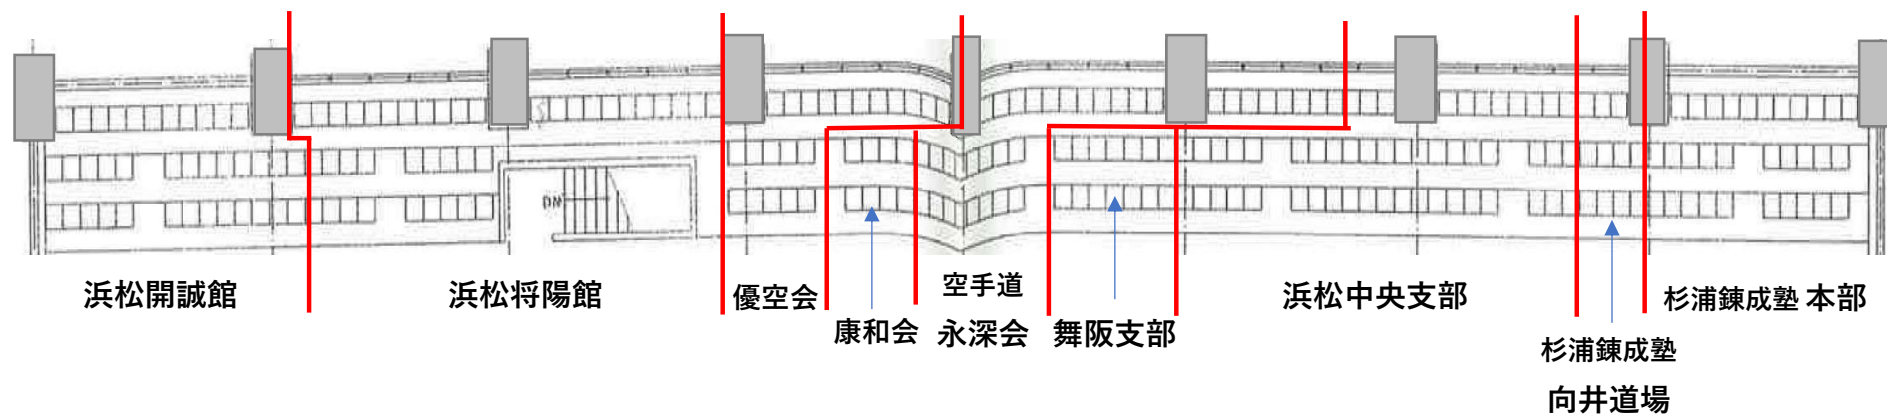 DN
浜松開誠館
浜松将陽館
優空会
康和会
空手道
永深会
舞阪支部
浜松中央支部
杉浦錬成塾
向井道場
杉浦錬成塾 本部